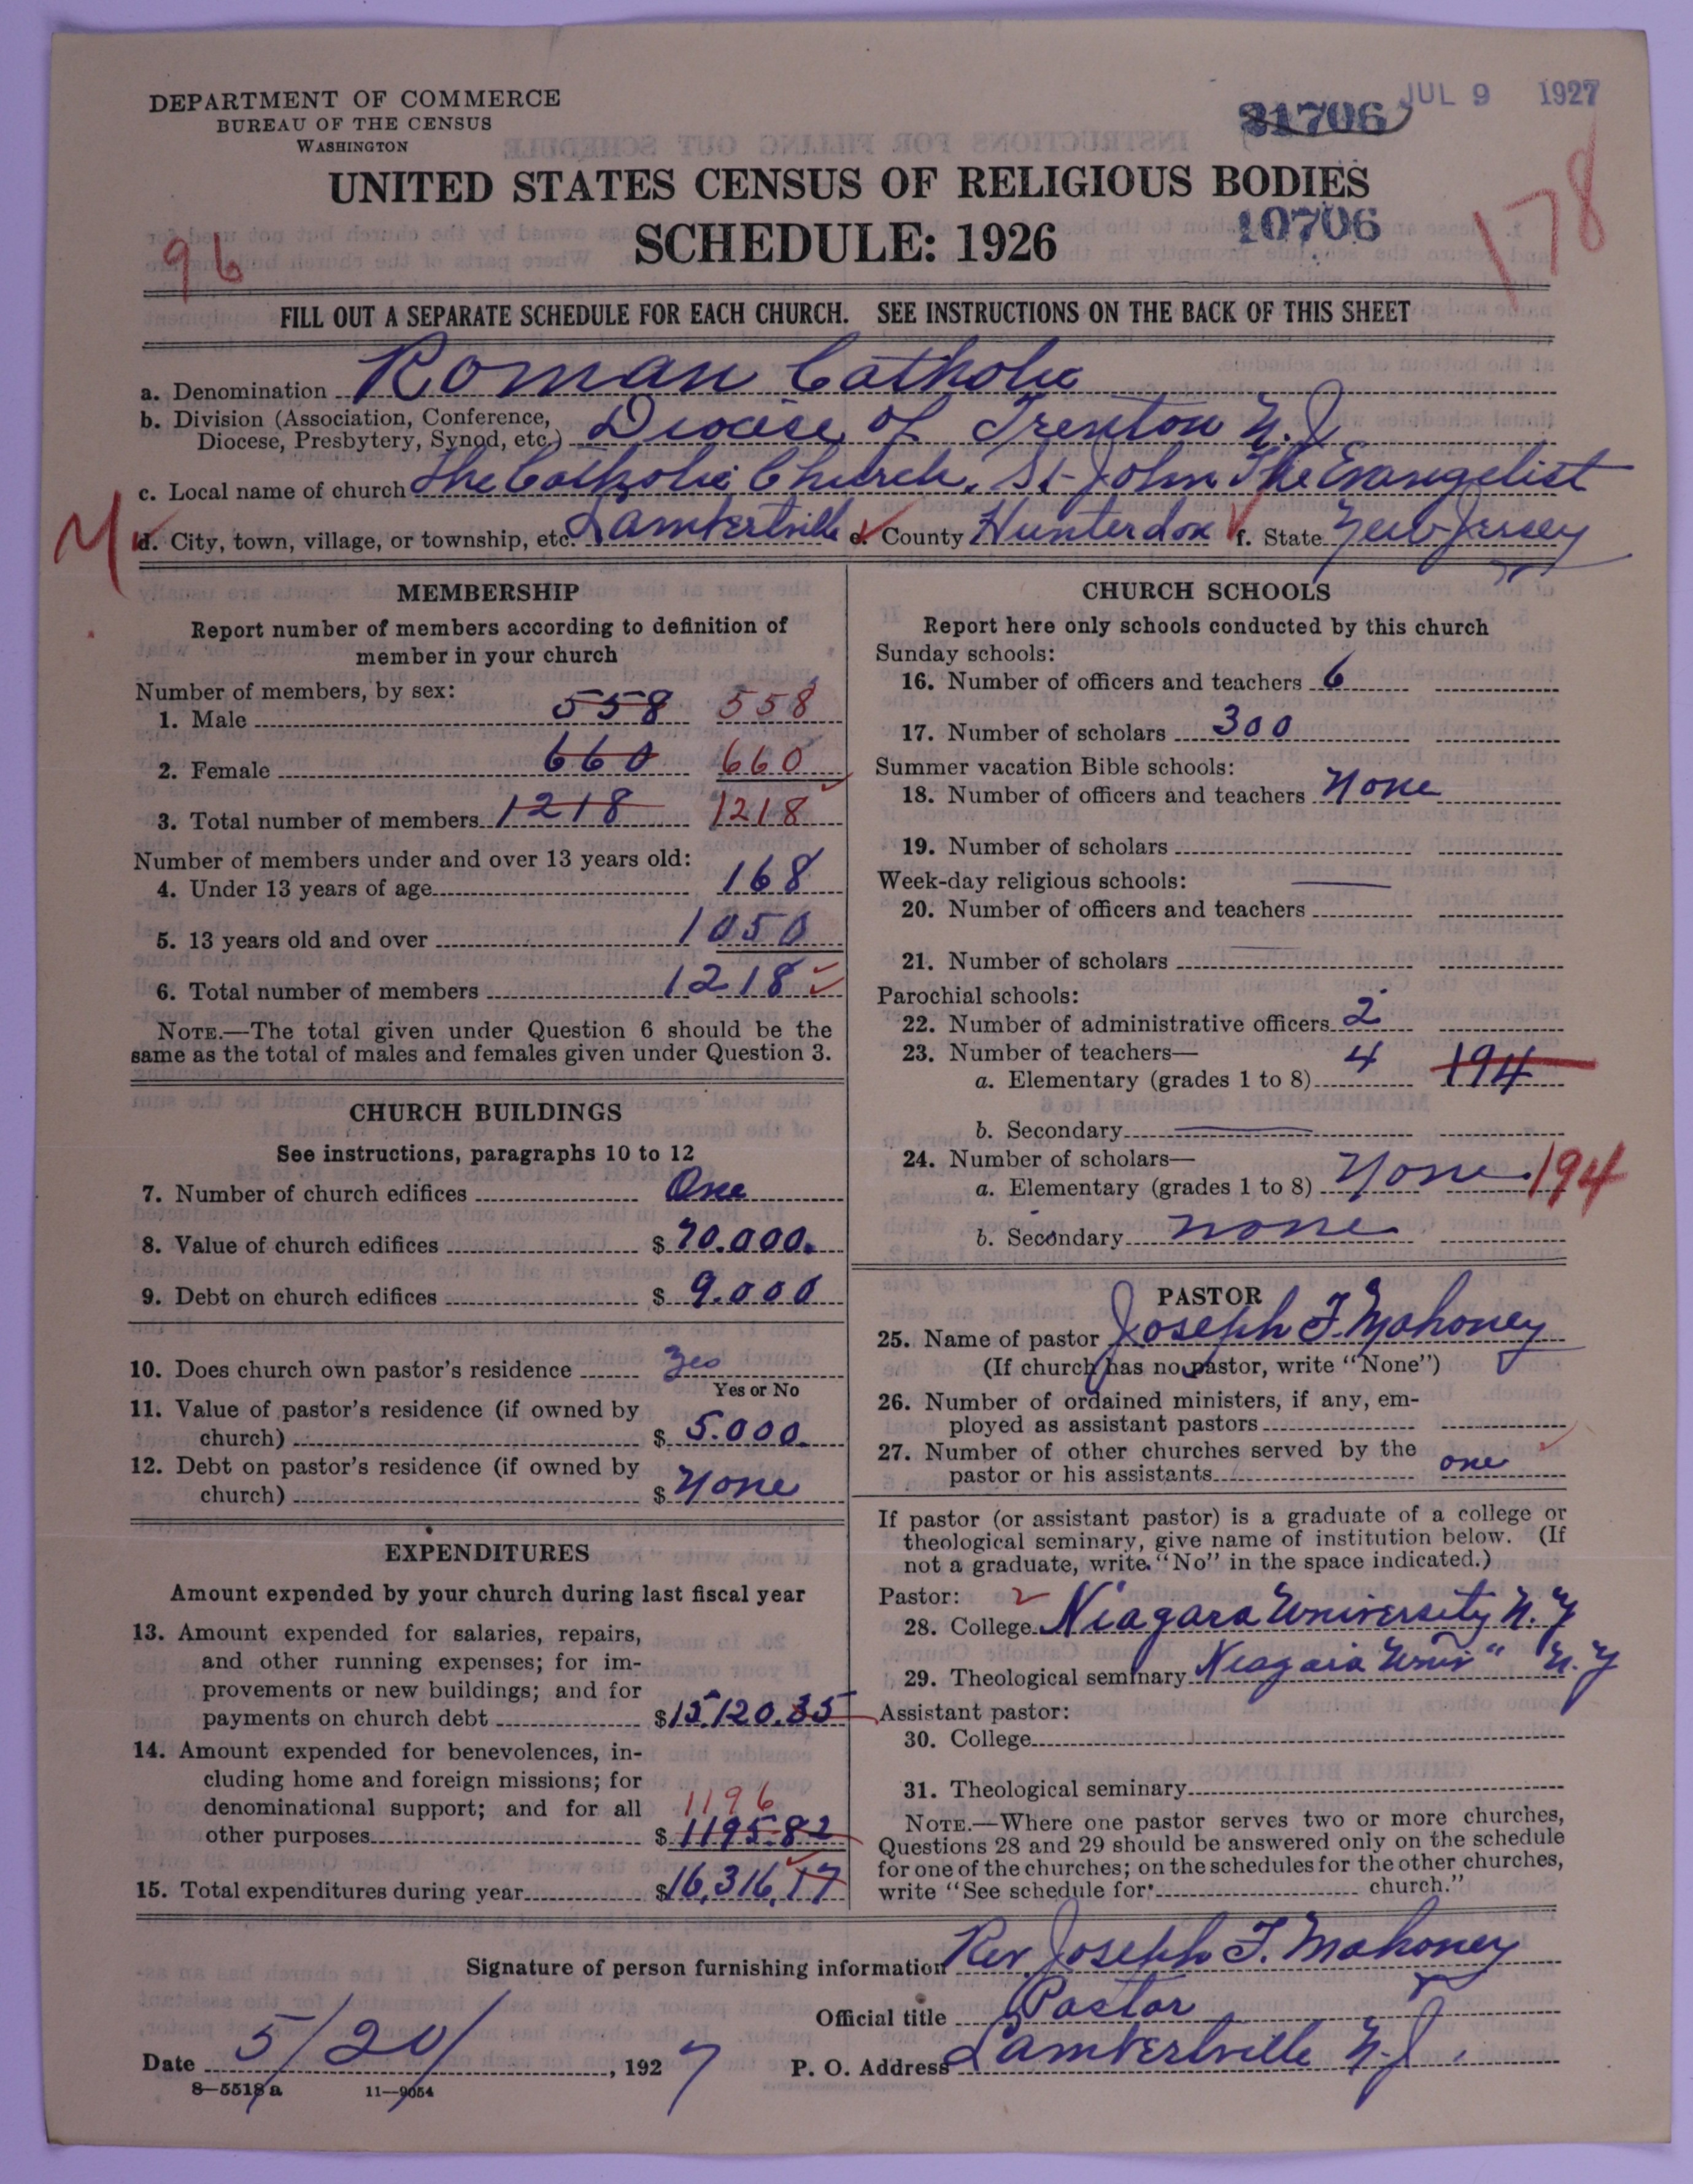 DEPARTMENT OF COMMERCE
BUREAU OF THE CENSUS
WASHINGTON
31706
JUL 9 1927
UNITED STATES CENSUS OF RELIGIOUS BODIES
SCHEDULE: 1926
10706
178
96
FILL OUT A SEPARATE SCHEDULE FOR EACH CHURCH. SEE INSTRUCTIONS ON THE BACK OF THIS SHEET
a. Denomination Roman Catholic
b. Division (Association, Conference,
Diocese, Presbytery, Synod, etc.) Diocese of Trenton N.J.
c. Local name of church The Catholic Church, St-John The Evangelist
d. City, town, village, or township, etc. Lambertville e. County Hunterdon f. State New Jersey
MEMBERSHIP
Report number of members according to definition of
member in your church
Number of members, by sex:
1. Male 558 558
2. Female 660 660
3. Total number of members 1218 1218
Number of members under and over 13 years old:
4. Under 13 years of age 168
5. 13 years old and over 1050
6. Total number of members 1218
NOTE.—The total given under Question 6 should be the
same as the total of males and females given under Question 3.
CHURCH BUILDINGS
See instructions, paragraphs 10 to 12
7. Number of church edifices One
8. Value of church edifices $ 70.000.
9. Debt on church edifices $ 9.000
10. Does church own pastor's residence Yes
Yes or No
11. Value of pastor's residence (if owned by
church) $ 5.000.
12. Debt on pastor's residence (if owned by
church) $ None
EXPENDITURES
Amount expended by your church during last fiscal year
13. Amount expended for salaries, repairs,
and other running expenses; for im-
provements or new buildings; and for
payments on church debt $ 15.120.35
14. Amount expended for benevolences, in-
cluding home and foreign missions; for
denominational support; and for all 1196
other purposes $ 1195.82
15. Total expenditures during year $ 16,316,17
CHURCH SCHOOLS
Report here only schools conducted by this church
Sunday schools:
16. Number of officers and teachers 6
17. Number of scholars 300
Summer vacation Bible schools:
18. Number of officers and teachers None
19. Number of scholars
Week-day religious schools:
20. Number of officers and teachers
21. Number of scholars
Parochial schools:
22. Number of administrative officers 2
23. Number of teachers—
a. Elementary (grades 1 to 8) 4 194
b. Secondary
24. Number of scholars—
a. Elementary (grades 1 to 8) None 194
b. Secondary none
PASTOR
25. Name of pastor Joseph F. Mahoney
(If church has no pastor, write "None")
26. Number of ordained ministers, if any, em-
ployed as assistant pastors
27. Number of other churches served by the
pastor or his assistants one
If pastor (or assistant pastor) is a graduate of a college or
theological seminary, give name of institution below. (If
not a graduate, write "No" in the space indicated.)
Pastor: 2
28. College Niagara University N.Y
29. Theological seminary Niagara Univ" N.Y
Assistant pastor:
30. College
31. Theological seminary
NOTE.—Where one pastor serves two or more churches,
Questions 28 and 29 should be answered only on the schedule
for one of the churches; on the schedules for the other churches,
write "See schedule for church."
Signature of person furnishing information Rev. Joseph F. Mahoney
Official title Pastor
Date 5/20/, 1927 P. O. Address Lambertville N.J.
8—5518a 11—9054